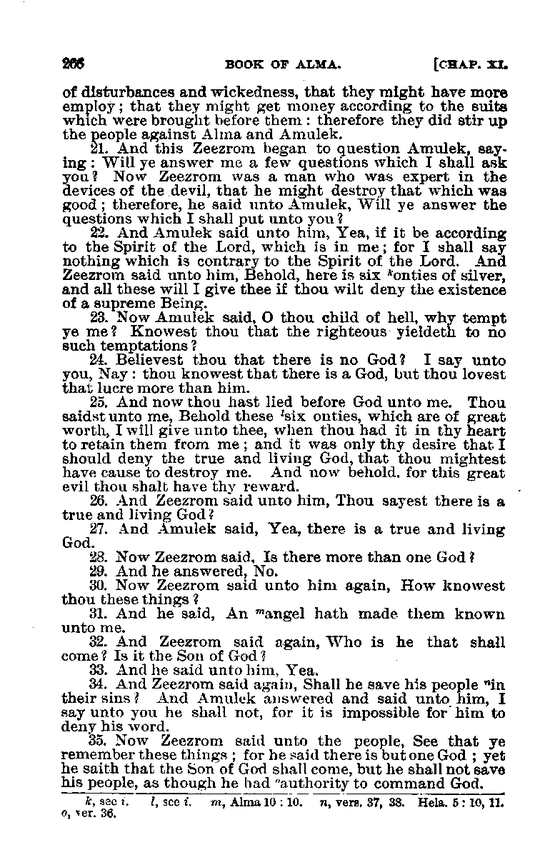 266 BOOK OF ALMA. [CHAP. XI.
of disturbances and wickedness, that they might have more
employ; that they might get money according to the suits
which were brought before them: therefore they did stir up
the people against Alma and Amulek.
21. And this Zeezrom began to question Amulek, say-
ing: Will ye answer me a few questions which I shall ask
you? Now Zeezrom was a man who was expert in the
devices of the devil, that he might destroy that which was
good; therefore, he said unto Amulek, Will ye answer the
questions which I shall put unto you?
22. And Amulek said unto him, Yea, if it be according
to the Spirit of the Lord, which is in me; for I shall say
nothing which is contrary to the Spirit of the Lord. And
Zeezrom said unto him, Behold, here is six konties of silver,
and all these will I give thee if thou wilt deny the existence
of a supreme Being.
23. Now Amulek said, O thou child of hell, why tempt
ye me? Knowest thou that the righteous yieldeth to no
such temptations?
24. Believest thou that there is no God? I say unto
you, Nay: thou knowest that there is a God, but thou lovest
that lucre more than him.
25. And now thou hast lied before God unto me. Thou
saidst unto me, Behold these lsix onties, which are of great
worth, I will give unto thee, when thou had it in thy heart
to retain them from me; and it was only thy desire that I
should deny the true and living God, that thou mightest
have cause to destroy me. And now behold. for this great
evil thou shalt have thy reward.
26. And Zeezrom said unto him, Thou sayest there is a
true and living God?
27. And Amulek said, Yea, there is a true and living
God.
28. Now Zeezrom said, Is there more than one God?
29. And he answered, No.
30. Now Zeezrom said unto him again, How knowest
thou these things?
31. And he said, An mangel hath made them known
unto me.
32. And Zeezrom said again, Who is he that shall
come? Is it the Son of God?
33. And he said unto him, Yea.
34. And Zeezrom said again, Shall he save his people nin
their sins? And Amulek answered and said unto him, I
say unto you he shall not, for it is impossible for him to
deny his word.
35. Now Zeezrom said unto the people, See that ye
remember these things; for he said there is but one God; yet
he saith that the Son of God shall come, but he shall not save
his people, as though he had oauthority to command God.
k, see i. l, see i. m, Alma 10: 10. n, vers. 37, 38. Hela. 5: 10, 11.
o, ver. 36.